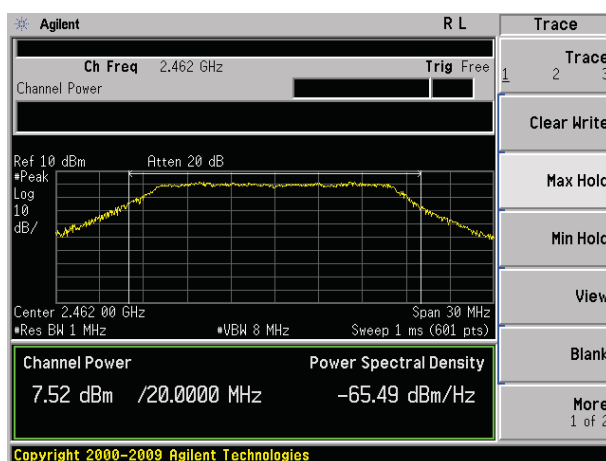 Agilent R L Trace
Ch Freq 2.462 GHz Trig Free
Channel Power
Trace
1 2 3
Clear Write
Max Hold
Min Hold
View
Blank
More
1 of 2
Ref 10 dBm Atten 20 dB
#Peak
Log
10
dB/
Center 2.462 00 GHz Span 30 MHz
#Res BW 1 MHz #VBW 8 MHz Sweep 1 ms (601 pts)
Channel Power Power Spectral Density
7.52 dBm /20.0000 MHz -65.49 dBm/Hz
Copyright 2000-2009 Agilent Technologies